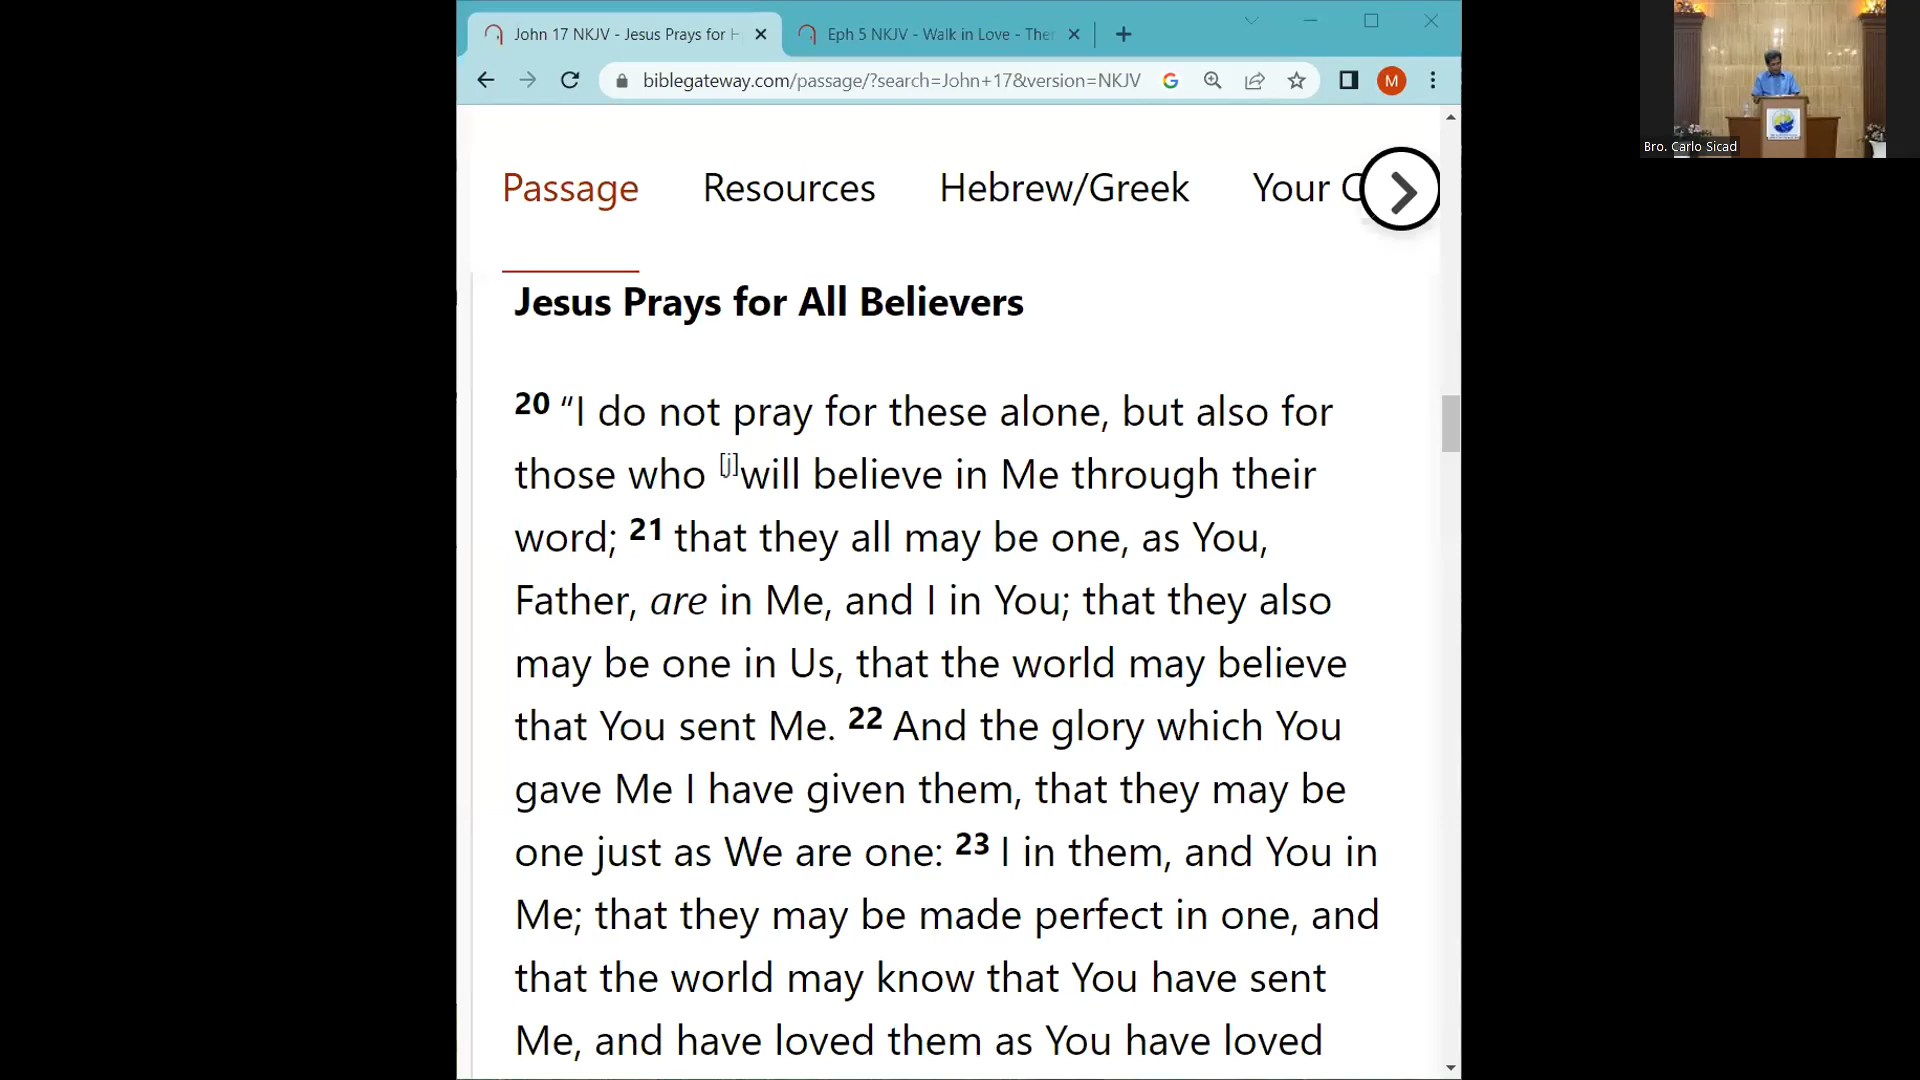 John 17 NKJV - Jesus Prays for H
Eph 5 NKJV - Walk in Love - Ther
biblegateway.com/passage/?search=John+17&version=NKJV
M
Bro. Carlo Sicad
Passage Resources Hebrew/Greek Your C
Jesus Prays for All Believers
20 “I do not pray for these alone, but also for
those who [j]will believe in Me through their
word; 21 that they all may be one, as You,
Father, are in Me, and I in You; that they also
may be one in Us, that the world may believe
that You sent Me. 22 And the glory which You
gave Me I have given them, that they may be
one just as We are one: 23 I in them, and You in
Me; that they may be made perfect in one, and
that the world may know that You have sent
Me, and have loved them as You have loved